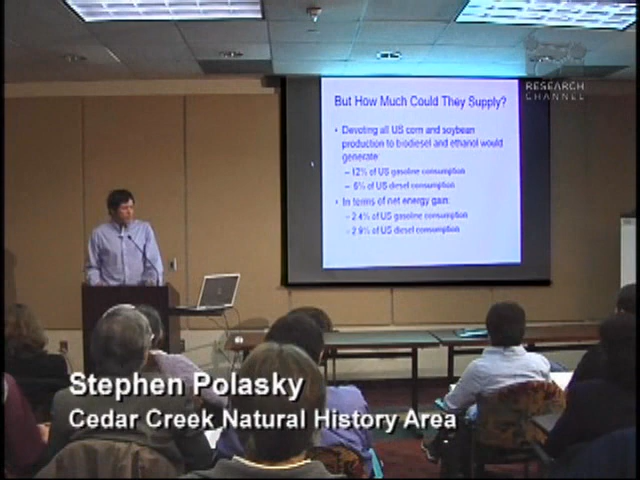 RESEARCH
CHANNEL
But How Much Could They Supply?
• Devoting all US corn and soybean
production to biodiesel and ethanol would
generate:
– 12% of US gasoline consumption
– 6% of US diesel consumption
• In terms of net energy gain:
– 2.4% of US gasoline consumption
– 2.9% of US diesel consumption
Stephen Polasky
Cedar Creek Natural History Area